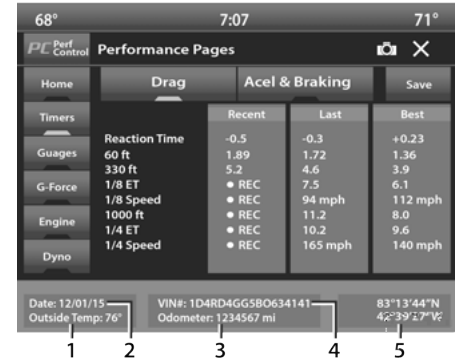 68° 7:07 71°
PC Perf Control Performance Pages X
Home Drag Acel & Braking Save
Timers Recent Last Best
Reaction Time -0.5 -0.3 +0.23
60 ft 1.89 1.72 1.36
Guages 330 ft 5.2 4.6 3.9
1/8 ET REC 7.5 6.1
G-Force 1/8 Speed REC 94 mph 112 mph
1000 ft REC 11.2 8.0
Engine 1/4 ET REC 10.2 9.6
1/4 Speed REC 165 mph 140 mph
Dyno
Date: 12/01/15 VIN#: 1D4RD4GG5BO634141 83°13'44"N
Outside Temp: 76° Odometer: 1234567 mi 42°39'17"W
1 2 3 4 5